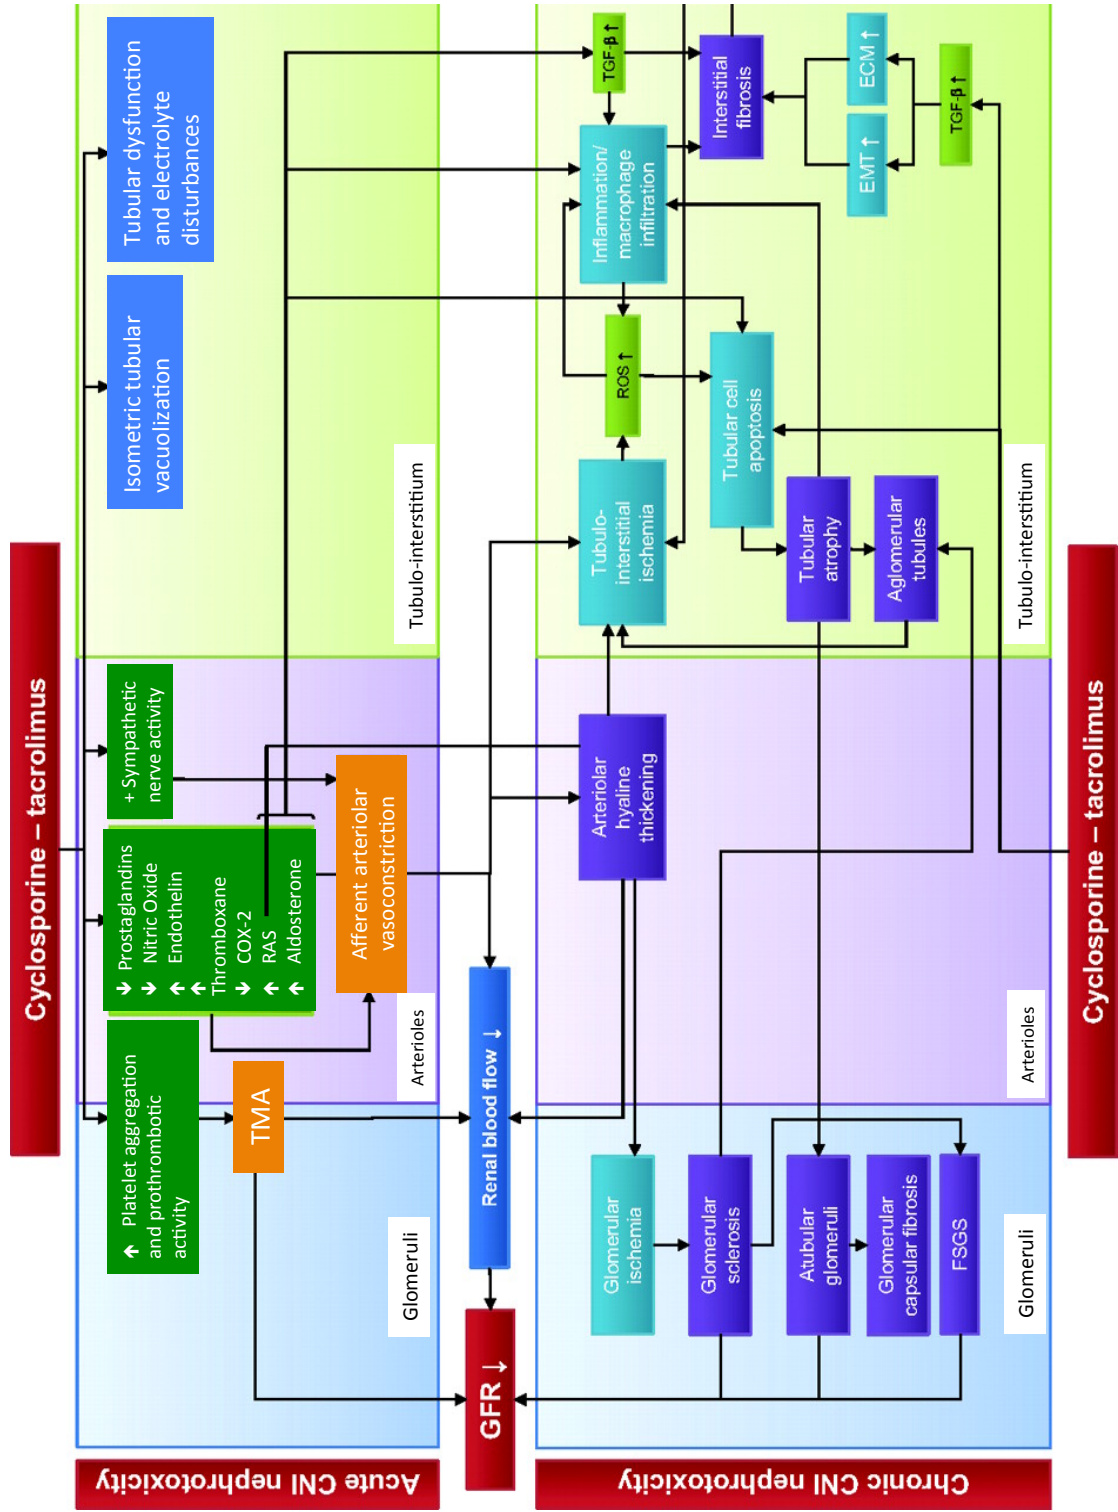 Cyclosporine – tacrolimus
Acute CNI nephrotoxicity
↑ Platelet aggregation
and prothrombotic
activity
↓ Prostaglandins
↓ Nitric Oxide
↑ Endothelin
↑
Thromboxane
↓ COX-2
↑ RAS
↑ Aldosterone
+ Sympathetic
nerve activity
Isometric tubular
vacuolization
Tubular dysfunction
and electrolyte
disturbances
TMA
Afferent arteriolar
vasoconstriction
Glomeruli
Arterioles
Tubulo-interstitium
GFR ↓
Renal blood flow ↓
Chronic CNI nephrotoxicity
Glomerular
ischemia
Arteriolar
hyaline
thickening
Tubulo-
interstitial
ischemia
ROS ↑
Inflammation/
macrophage
infiltration
TGF-β ↑
Glomerular
sclerosis
Tubular cell
apoptosis
Interstitial
fibrosis
Atubular
glomeruli
Tubular
atrophy
Glomerular
capsular fibrosis
Aglomerular
tubules
EMT ↑
ECM ↑
FSGS
TGF-β ↑
Glomeruli
Arterioles
Tubulo-interstitium
Cyclosporine – tacrolimus